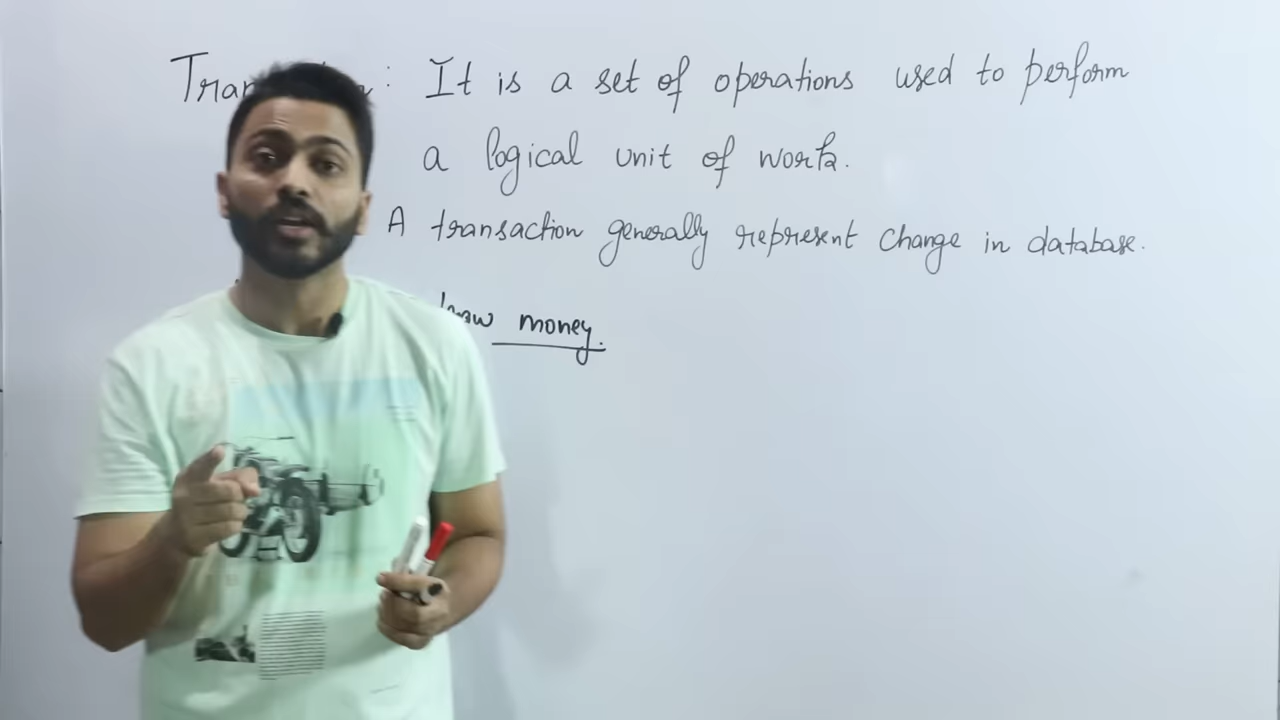 Tran : It is a set of operations used to perform
a logical unit of work.
A transaction generally represent change in database.
money.